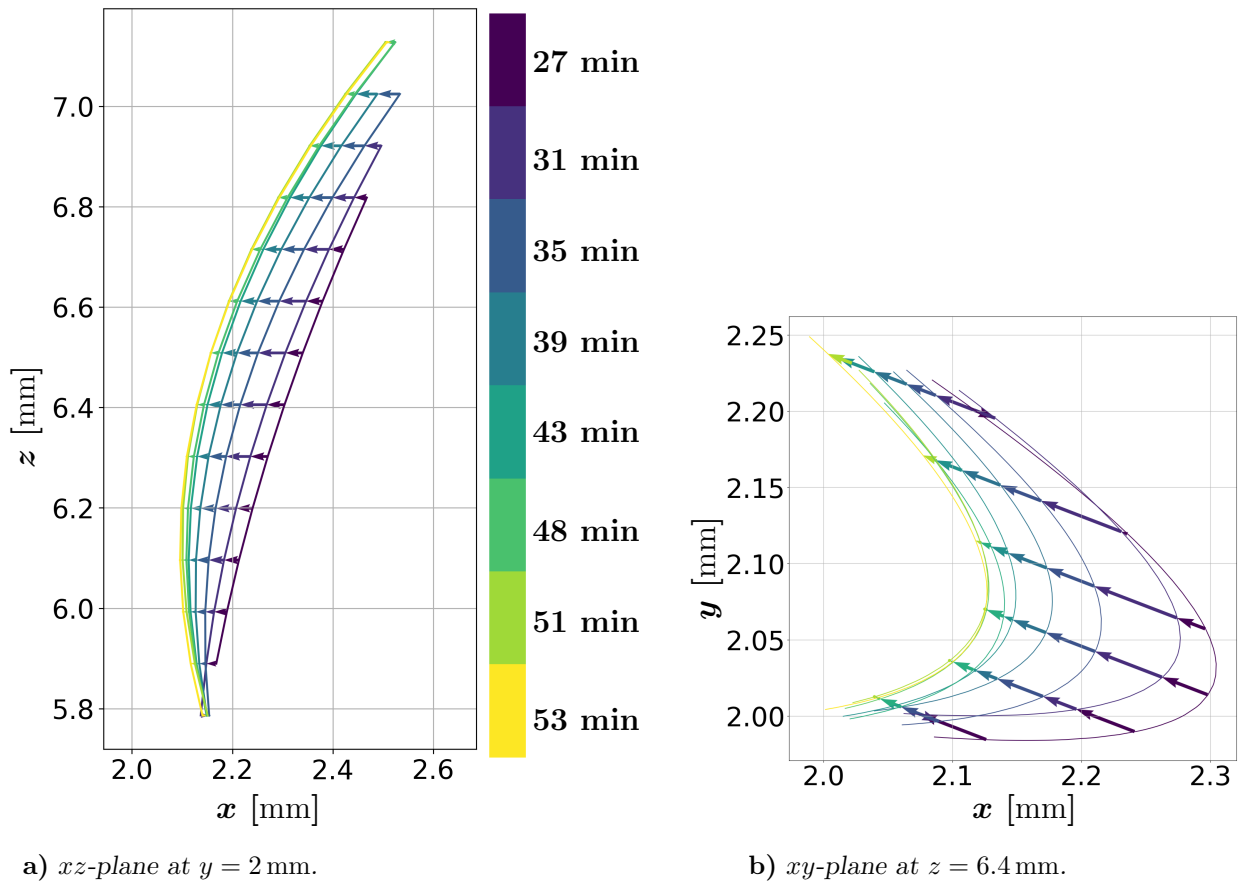 7.0
6.8
6.6
6.4
6.2
6.0
5.8
z [mm]
2.0 2.2 2.4 2.6
x [mm]
27 min
31 min
35 min
39 min
43 min
48 min
51 min
53 min
2.25
2.20
2.15
2.10
2.05
2.00
y [mm]
2.0 2.1 2.2 2.3
x [mm]
a) xz-plane at y = 2 mm.
b) xy-plane at z = 6.4 mm.